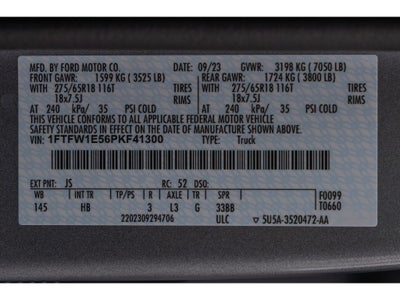 MFD. BY FORD MOTOR CO. 09/23 GVWR: 3198 KG ( 7050 LB)
FRONT GAWR: 1599 KG ( 3525 LB) REAR GAWR: 1724 KG ( 3800 LB)
WITH 275/65R18 116T TIRES WITH 275/65R18 116T TIRES
18x7.5J RIMS 18x7.5J RIMS
AT 240 kPa/ 35 PSI COLD AT 240 kPa/ 35 PSI COLD
THIS VEHICLE CONFORMS TO ALL APPLICABLE FEDERAL MOTOR VEHICLE
SAFETY STANDARDS IN EFFECT ON THE DATE OF MANUFACTURE SHOWN ABOVE.
VIN: 1FTFW1E56PKF41300 TYPE: Truck
EXT PNT: JS RC: 52 DSO: F0099
WB BRK INT TR TP/PS R AXLE TR SPR T0660
145 HB 3 L3 G 33BB
2202309294706 ULC 5U5A-3520472-AA